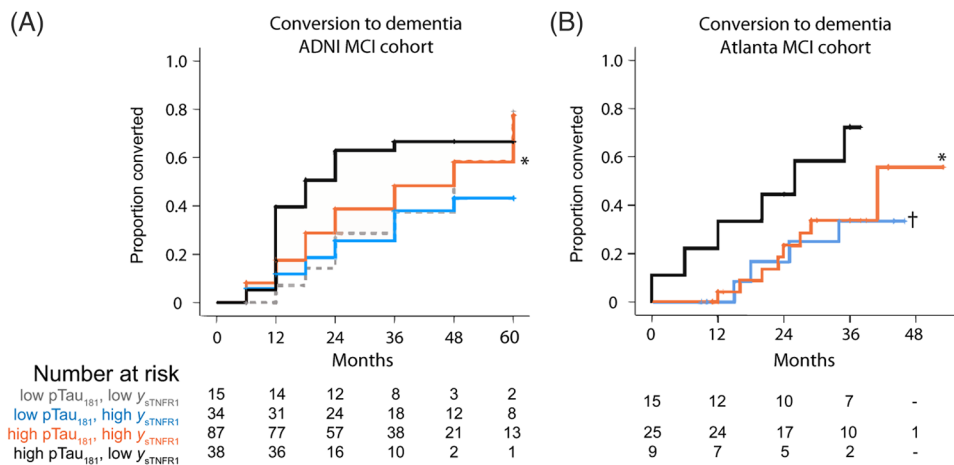 (A)
Conversion to dementia
ADNI MCI cohort
Proportion converted
1.0
0.8
0.6
0.4
0.2
0
*
0 12 24 36 48 60
Months
(B)
Conversion to dementia
Atlanta MCI cohort
Proportion converted
1.0
0.8
0.6
0.4
0.2
0
*
†
0 12 24 36 48
Months
Number at risk
low pTau181, low ysTNFR1 15 14 12 8 3 2
low pTau181, high ysTNFR1 34 31 24 18 12 8 15 12 10 7 -
high pTau181, high ysTNFR1 87 77 57 38 21 13 25 24 17 10 1
high pTau181, low ysTNFR1 38 36 16 10 2 1 9 7 5 2 -